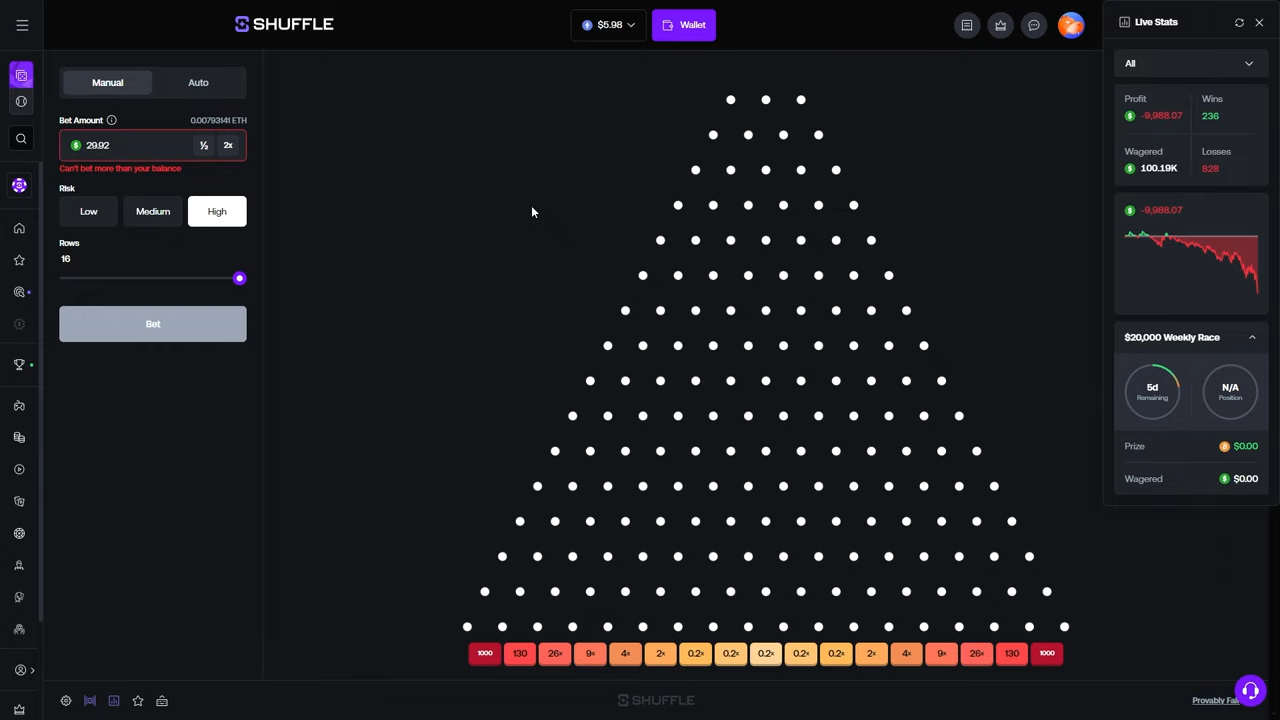 SHUFFLE
$5.98
Wallet
Live Stats
Manual
Auto
All
Bet Amount
0.00793141 ETH
29.92
½
2x
Can't bet more than your balance
Profit
Wins
-9,988.07
236
Wagered
Losses
100.19K
828
Risk
Low
Medium
High
-9,988.07
Rows
16
Bet
$20,000 Weekly Race
5d
Remaining
N/A
Position
Prize
$0.00
Wagered
$0.00
1000
130
26x
9x
4x
2x
0.9x
0.2x
0.2x
0.2x
0.2x
2x
4x
9x
26x
130
1000
SHUFFLE
Provably Fai